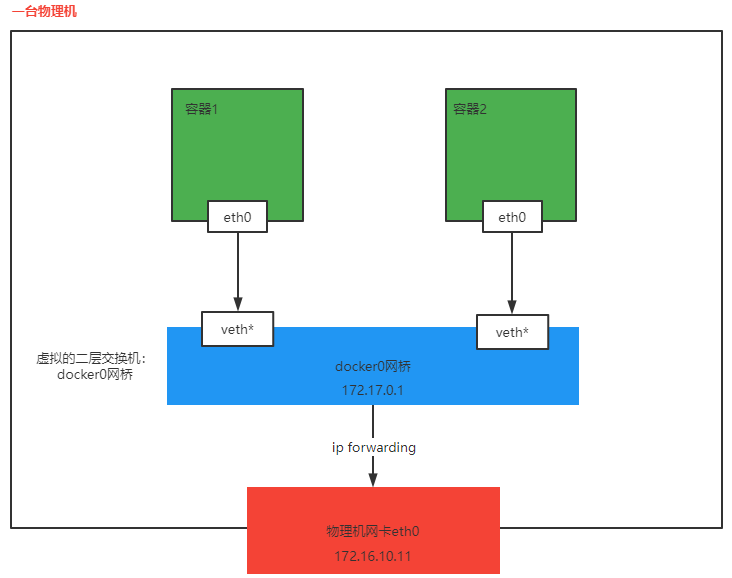 一台物理机
容器1
容器2
eth0
eth0
veth*
veth*
虚拟的二层交换机：
docker0网桥
docker0网桥
172.17.0.1
ip forwarding
物理机网卡eth0
172.16.10.11